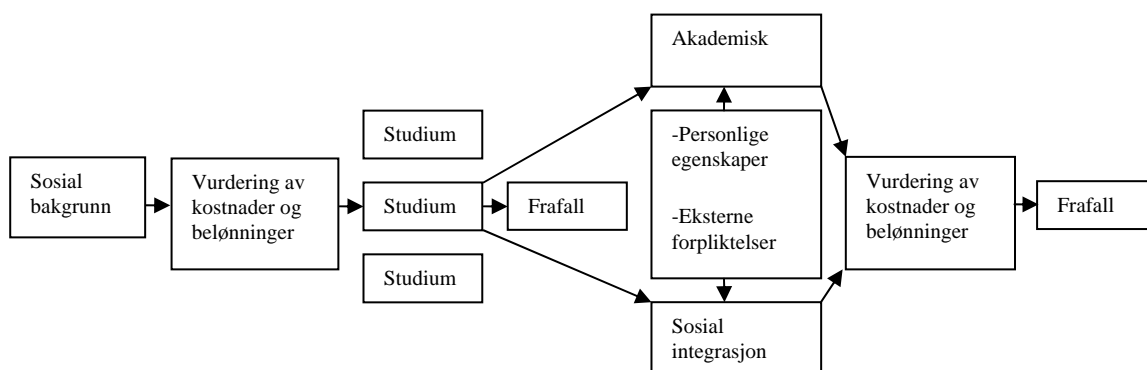 Sosial
bakgrunn
Vurdering av
kostnader og
belønninger
Studium
Studium
Studium
Frafall
Akademisk
-Personlige
egenskaper
-Eksterne
forpliktelser
Sosial
integrasjon
Vurdering av
kostnader og
belønninger
Frafall